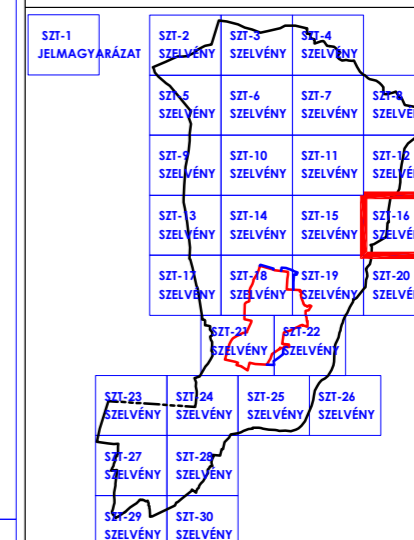 SZT-1
JELMAGYARÁZAT
SZT-2 SZT-3 SZT-4
SZELVÉNY SZELVÉNY SZELVÉNY
SZT-5 SZT-6 SZT-7 SZT-8
SZELVÉNY SZELVÉNY SZELVÉNY SZELVÉ
SZT-9 SZT-10 SZT-11 SZT-12
SZELVÉNY SZELVÉNY SZELVÉNY SZELVÉ
SZT-13 SZT-14 SZT-15 SZT-16
SZELVÉNY SZELVÉNY SZELVÉNY SZELVÉ
SZT-17 SZT-18 SZT-19 SZT-20
SZELVÉNY SZELVÉNY SZELVÉNY SZELVÉ
SZT-21 SZT-22
SZELVÉNY SZELVÉNY
SZT-23 SZT-24 SZT-25 SZT-26
SZELVÉNY SZELVÉNY SZELVÉNY SZELVÉNY
SZT-27 SZT-28
SZELVÉNY SZELVÉNY
SZT-29 SZT-30
SZELVÉNY SZELVÉNY